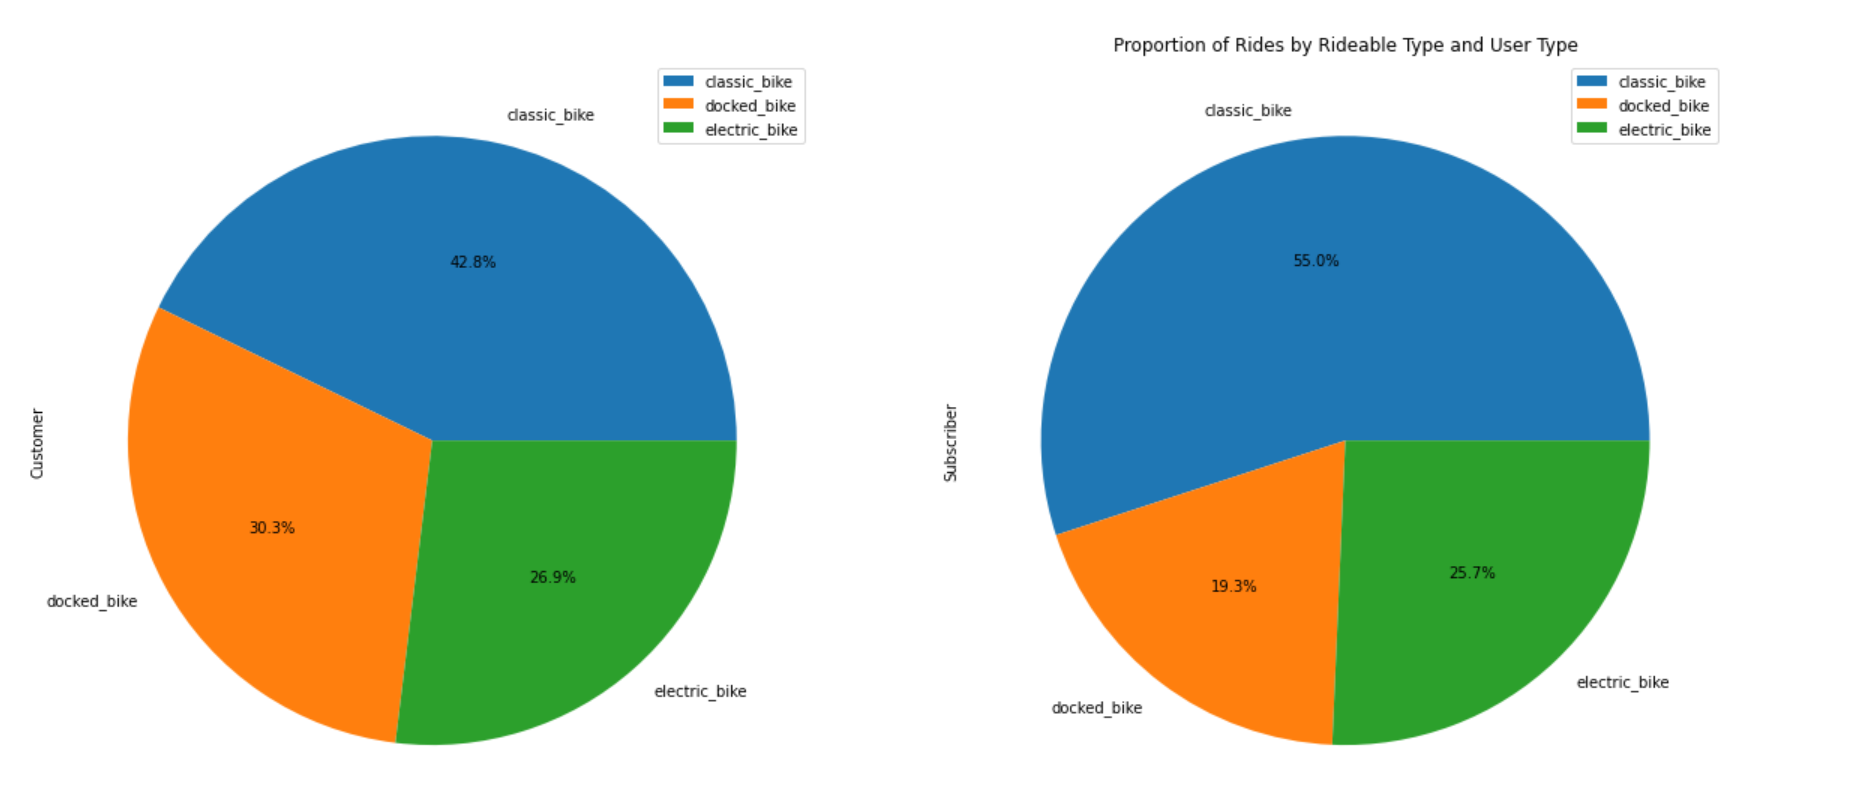 classic_bike
docked_bike
electric_bike
classic_bike
42.8%
30.3%
26.9%
docked_bike
electric_bike
Customer
Proportion of Rides by Rideable Type and User Type
classic_bike
docked_bike
electric_bike
classic_bike
55.0%
19.3%
25.7%
docked_bike
electric_bike
Subscriber